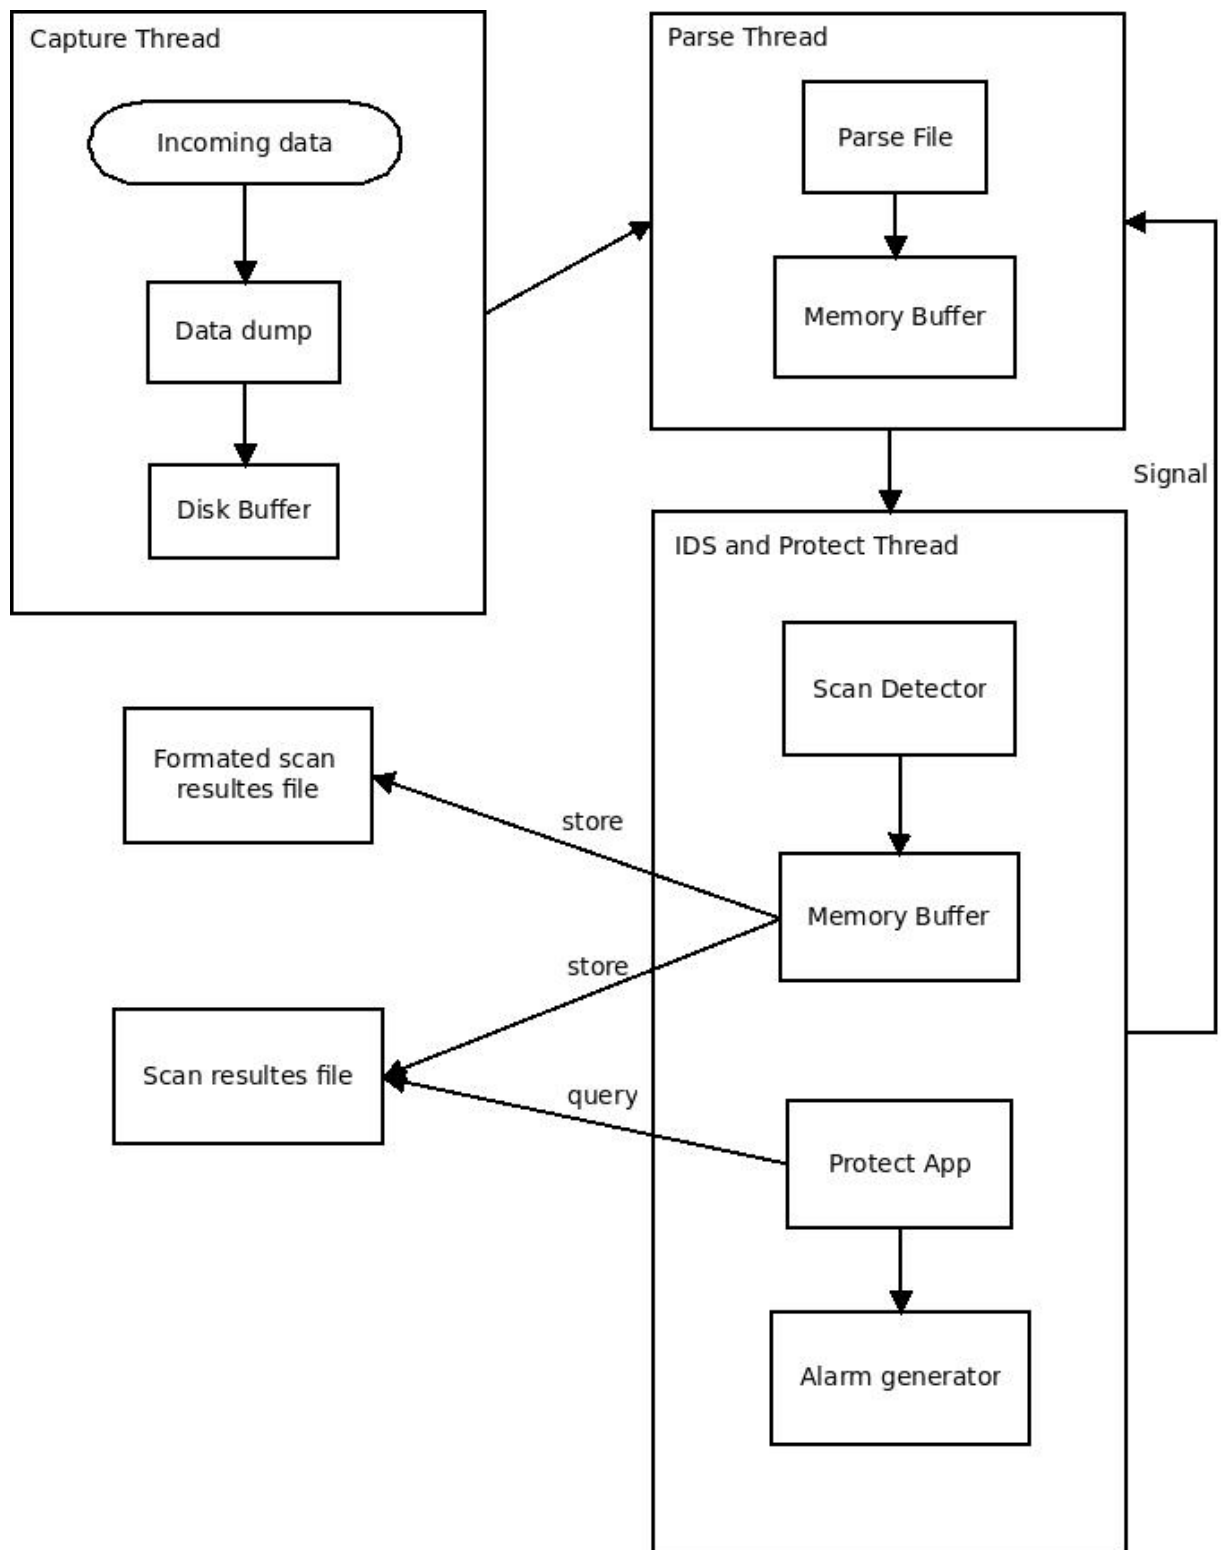 Capture Thread
Incoming data
Data dump
Disk Buffer
Parse Thread
Parse File
Memory Buffer
Signal
IDS and Protect Thread
Scan Detector
Memory Buffer
Protect App
Alarm generator
store
store
query
Formated scan
resultes file
Scan resultes file